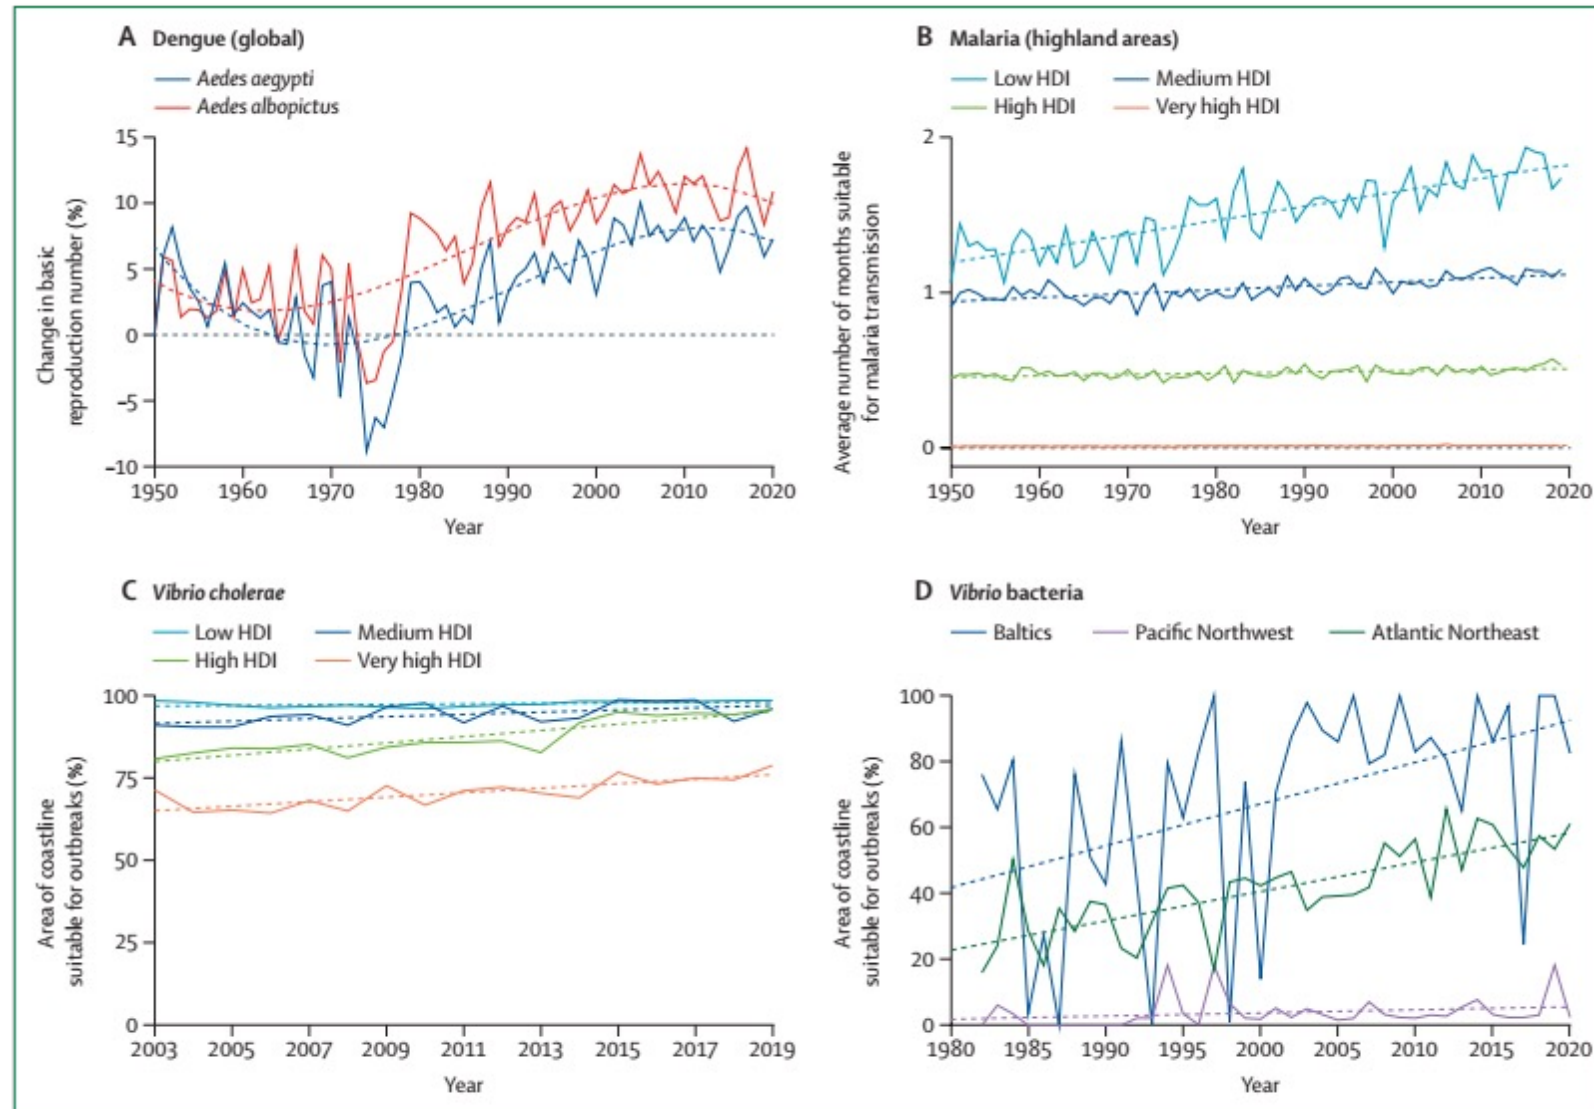 A Dengue (global)
Aedes aegypti
Aedes albopictus
Change in basic
reproduction number (%)
15
10
5
0
–5
–10
1950 1960 1970 1980 1990 2000 2010 2020
Year
B Malaria (highland areas)
Low HDI Medium HDI
High HDI Very high HDI
Average number of months suitable
for malaria transmission
2
1
0
1950 1960 1970 1980 1990 2000 2010 2020
Year
C Vibrio cholerae
Low HDI Medium HDI
High HDI Very high HDI
Area of coastline
suitable for outbreaks (%)
100
75
50
25
0
2003 2005 2007 2009 2011 2013 2015 2017 2019
Year
D Vibrio bacteria
Baltics Pacific Northwest Atlantic Northeast
Area of coastline
suitable for outbreaks (%)
100
80
60
40
20
0
1980 1985 1990 1995 2000 2005 2010 2015 2020
Year